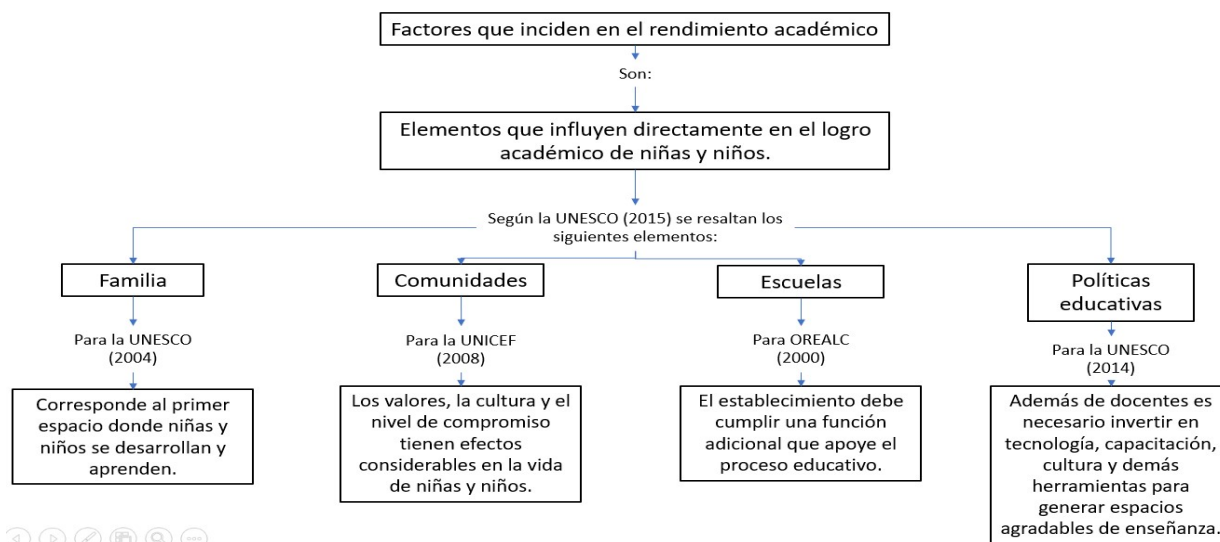 Factores que inciden en el rendimiento académico
Son:
Elementos que influyen directamente en el logro
académico de niñas y niños.
Según la UNESCO (2015) se resaltan los
siguientes elementos:
Familia
Para la UNESCO
(2004)
Corresponde al primer
espacio donde niñas y
niños se desarrollan y
aprenden.
Comunidades
Para la UNICEF
(2008)
Los valores, la cultura y el
nivel de compromiso
tienen efectos
considerables en la vida
de niñas y niños.
Escuelas
Para OREALC
(2000)
El establecimiento debe
cumplir una función
adicional que apoye el
proceso educativo.
Políticas
educativas
Para la UNESCO
(2014)
Además de docentes es
necesario invertir en
tecnología, capacitación,
cultura y demás
herramientas para
generar espacios
agradables de enseñanza.